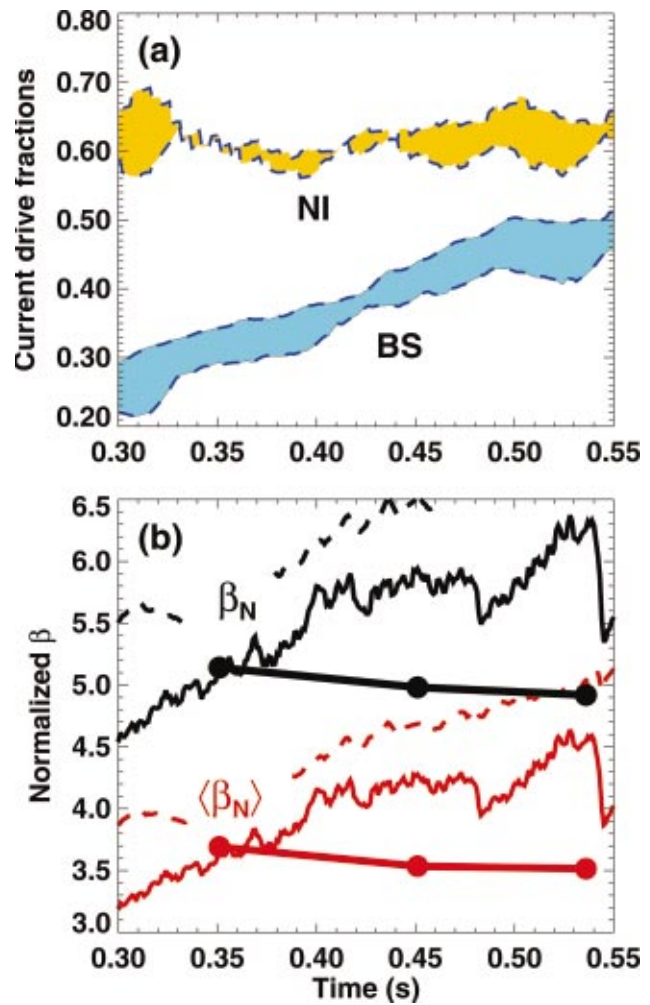 0.80
(a)
0.70
0.60
NI
0.50
0.40
BS
0.30
0.20
Current drive fractions
0.30 0.35 0.40 0.45 0.50 0.55
6.5
(b)
6.0
β_N
5.5
5.0
4.5
⟨β_N⟩
4.0
3.5
3.0
Normalized β
0.30 0.35 0.40 0.45 0.50 0.55
Time (s)